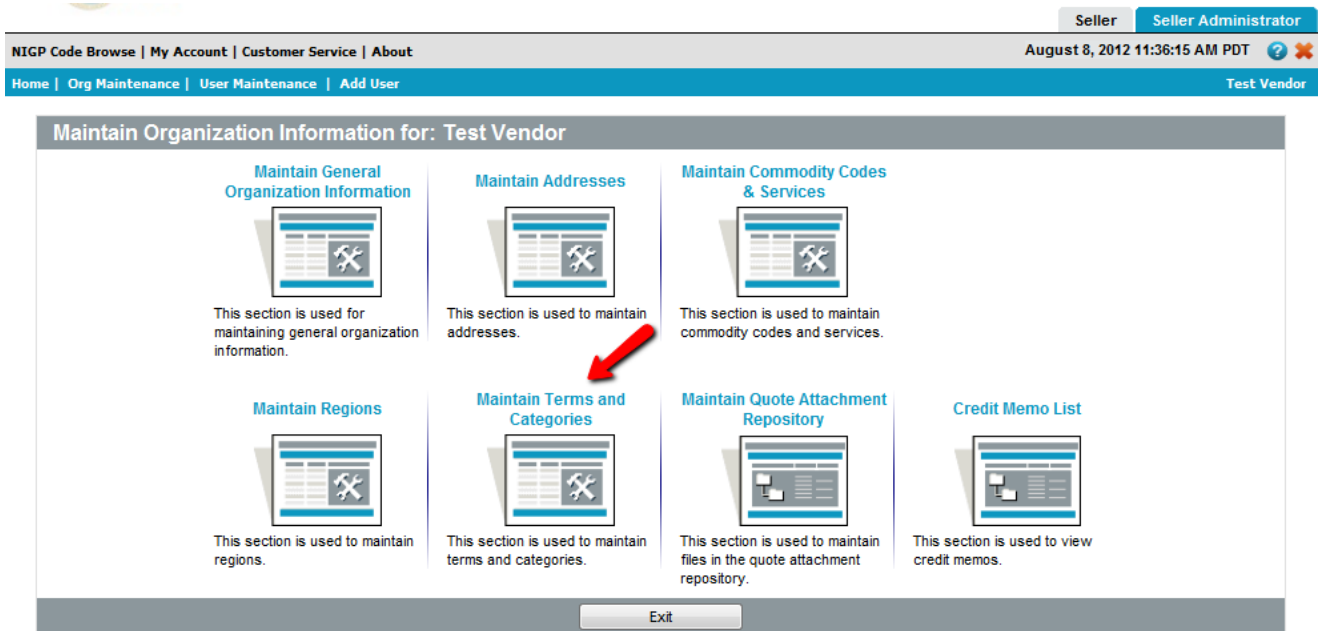 Seller Seller Administrator
NIGP Code Browse | My Account | Customer Service | About August 8, 2012 11:36:15 AM PDT
Home | Org Maintenance | User Maintenance | Add User Test Vendor
Maintain Organization Information for: Test Vendor
Maintain General
Organization Information
This section is used for
maintaining general organization
information.
Maintain Addresses
This section is used to maintain
addresses.
Maintain Commodity Codes
& Services
This section is used to maintain
commodity codes and services.
Maintain Regions
This section is used to maintain
regions.
Maintain Terms and
Categories
This section is used to maintain
terms and categories.
Maintain Quote Attachment
Repository
This section is used to maintain
files in the quote attachment
repository.
Credit Memo List
This section is used to view
credit memos.
Exit